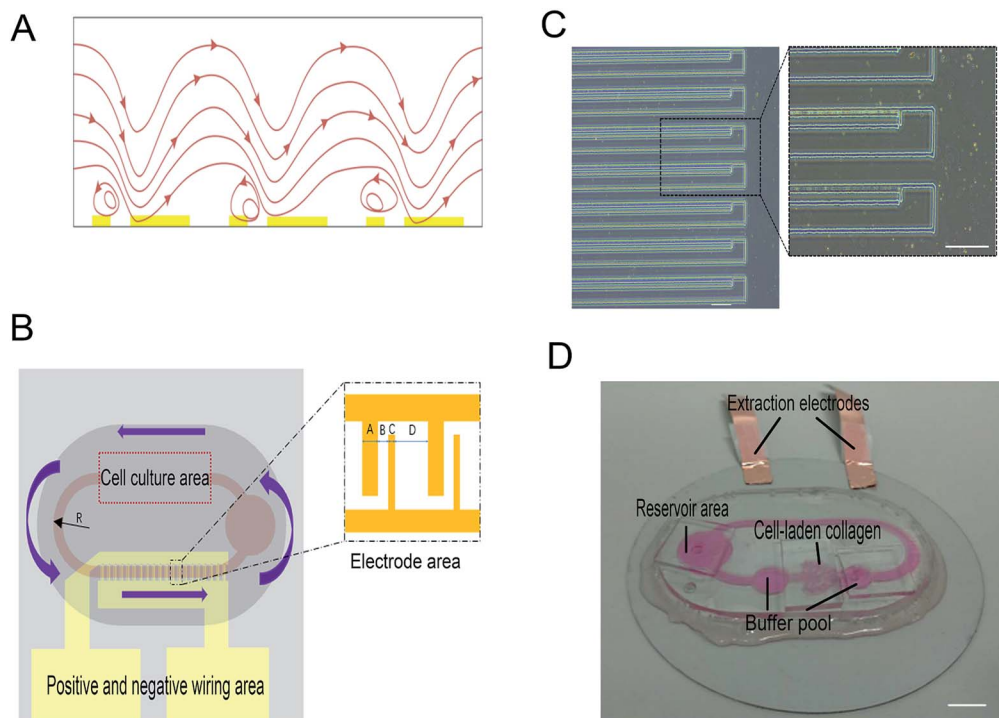 A
C
B
Cell culture area
R
A B C D
Electrode area
Positive and negative wiring area
D
Extraction electrodes
Reservoir area
Cell-laden collagen
Buffer pool